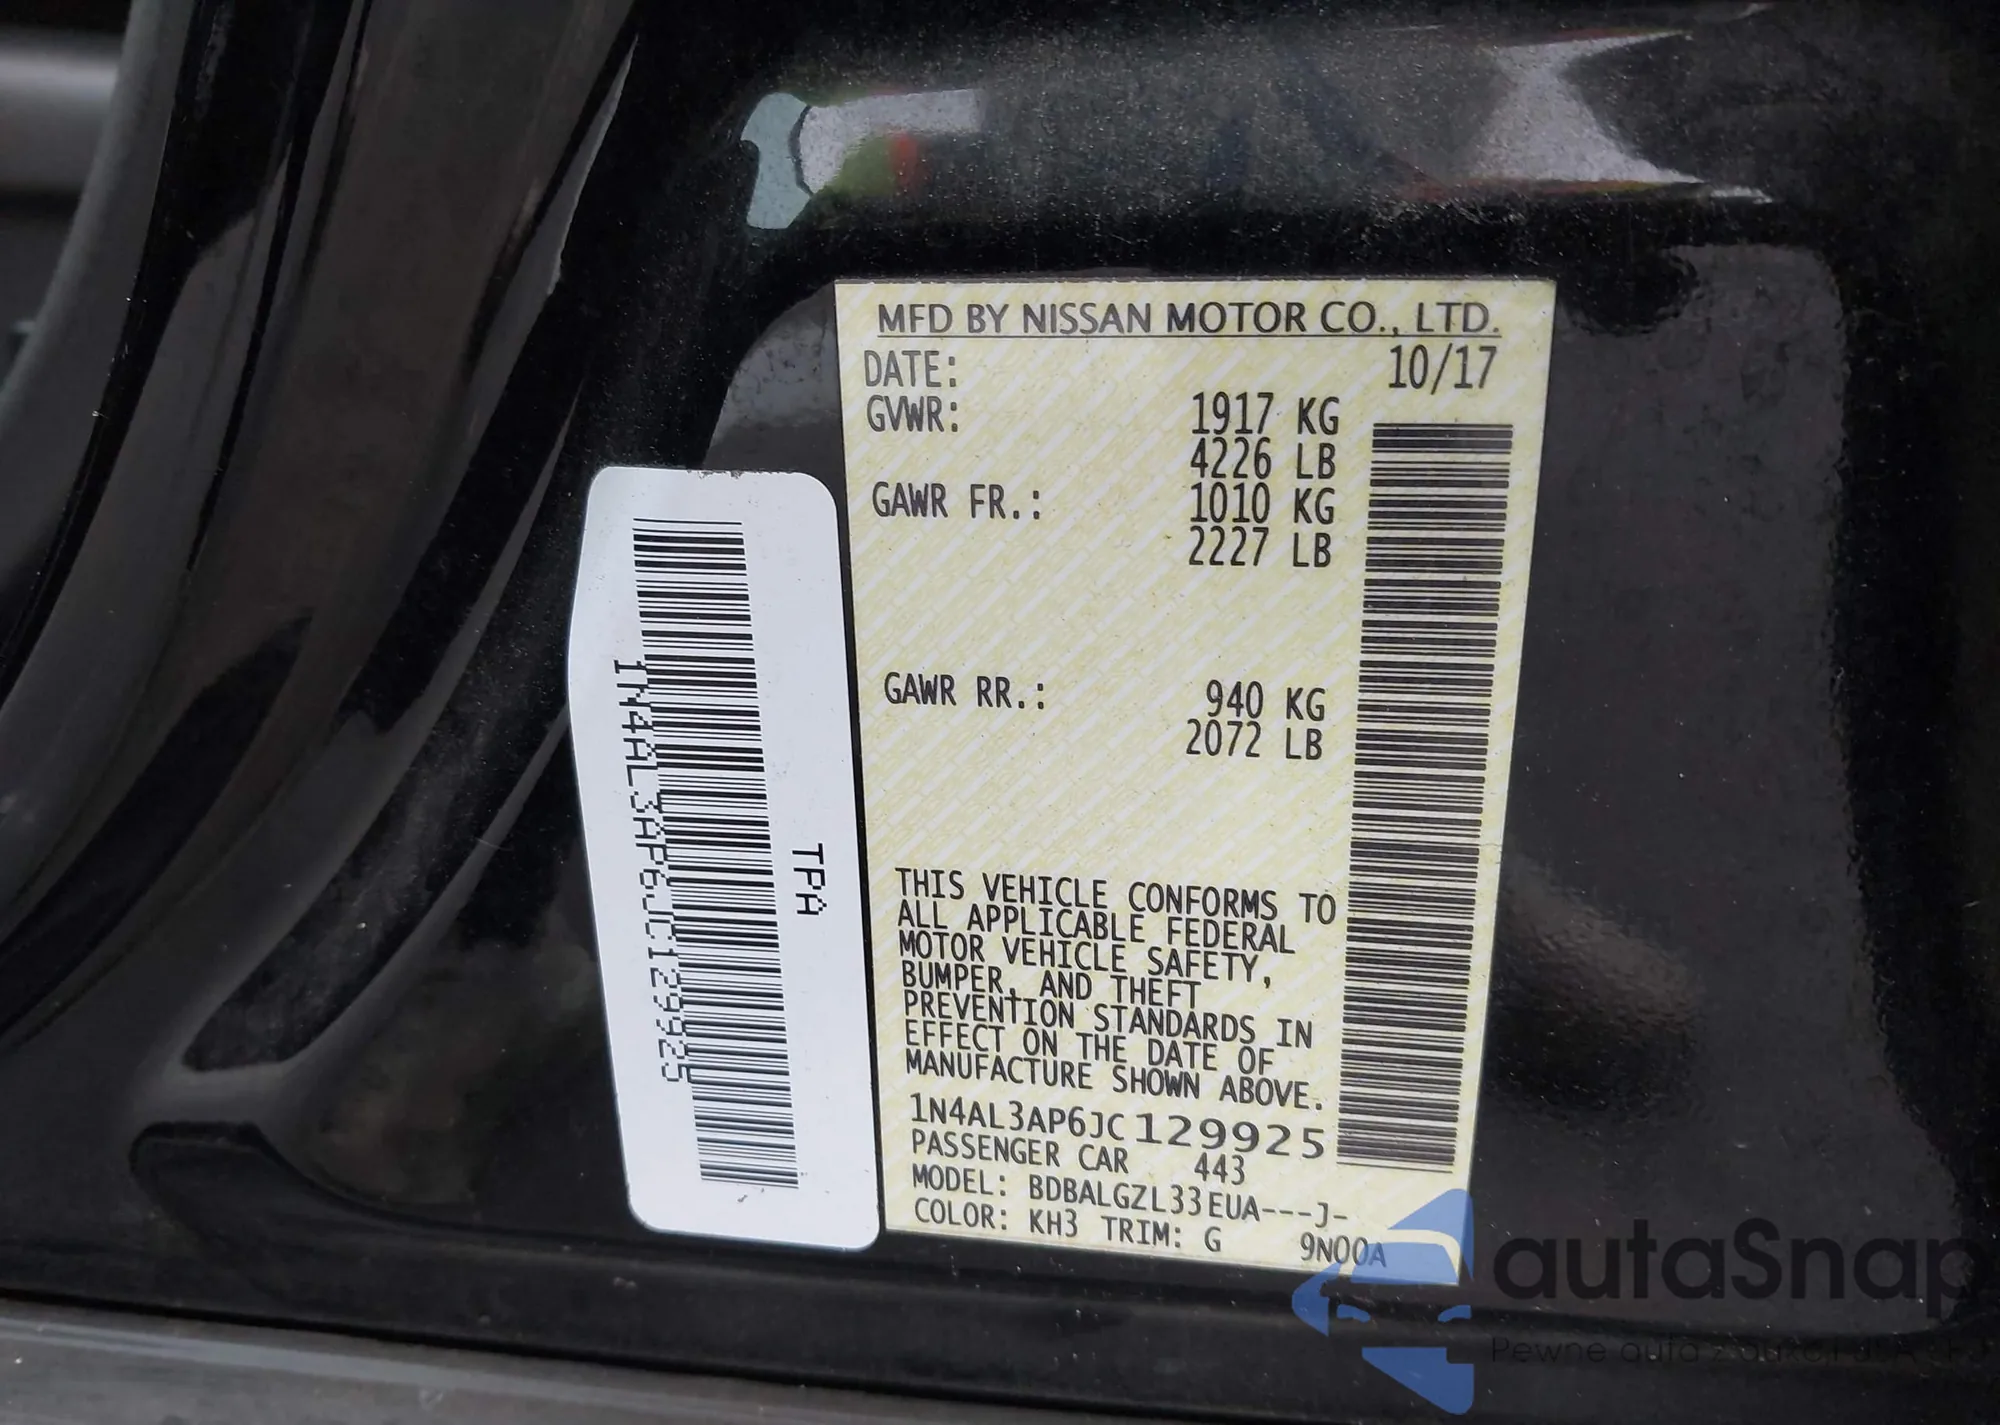 MFD BY NISSAN MOTOR CO., LTD.
DATE: 10/17
GVWR: 1917 KG
4226 LB
GAWR FR.: 1010 KG
2227 LB
GAWR RR.: 940 KG
2072 LB
THIS VEHICLE CONFORMS TO
ALL APPLICABLE FEDERAL
MOTOR VEHICLE SAFETY,
BUMPER, AND THEFT
PREVENTION STANDARDS IN
EFFECT ON THE DATE OF
MANUFACTURE SHOWN ABOVE.
1N4AL3AP6JC129925
PASSENGER CAR 443
MODEL: BDBALGZL33EUA---J-
COLOR: KH3 TRIM: G 9N00A
TPA
1N4AL3AP6JC129925
autaSnap
Pewne auta z aukcji